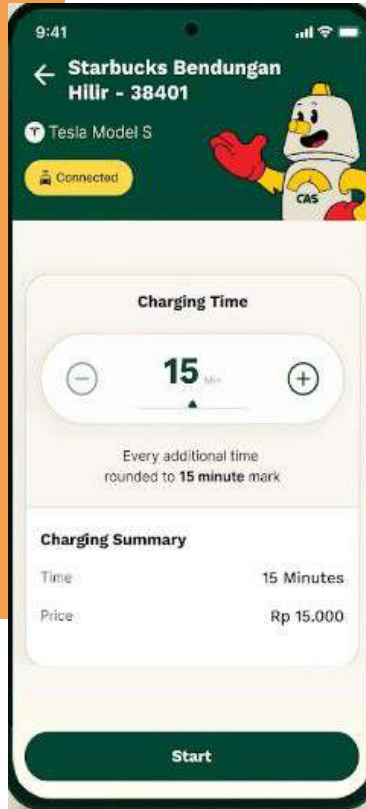 9:41
Starbucks Bendungan
Hilir - 38401
T
Tesla Model S
Connected
CAS
Charging Time
15 Min
Every additional time
rounded to 15 minute mark
Charging Summary
Time 15 Minutes
Price Rp 15.000
Start